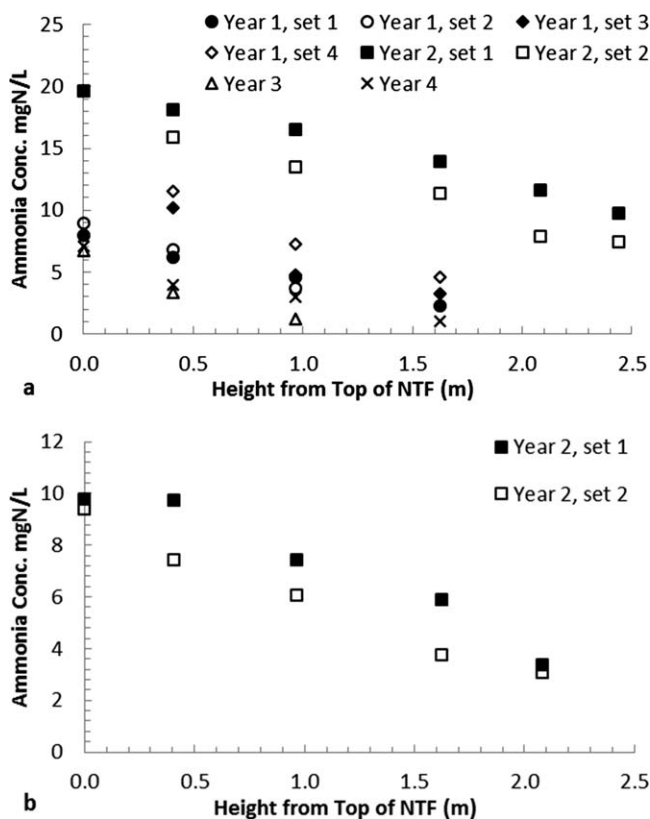 ● Year 1, set 1 ○ Year 1, set 2 ◆ Year 1, set 3
◇ Year 1, set 4 ■ Year 2, set 1 □ Year 2, set 2
△ Year 3 × Year 4
Ammonia Conc. mgN/L
25
20
15
10
5
0
0.0 0.5 1.0 1.5 2.0 2.5
a Height from Top of NTF (m)
■ Year 2, set 1
□ Year 2, set 2
Ammonia Conc. mgN/L
12
10
8
6
4
2
0
0.0 0.5 1.0 1.5 2.0 2.5
b Height from Top of NTF (m)